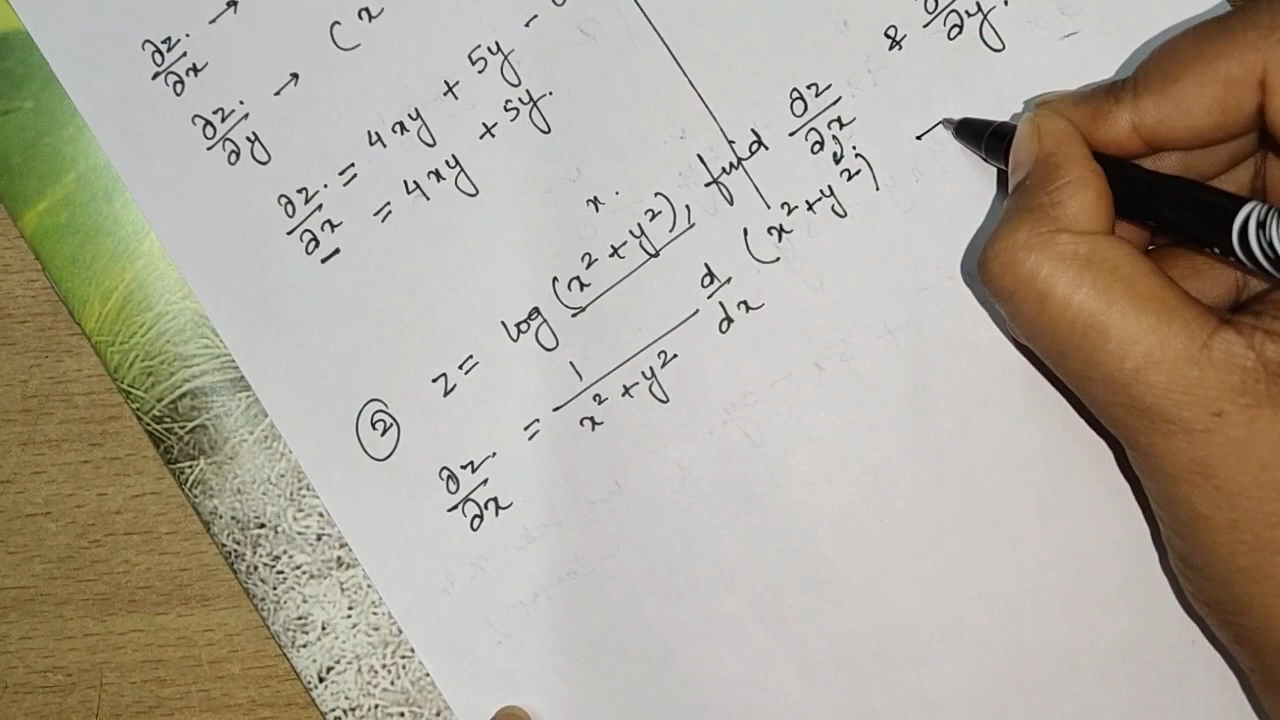 ∂z/∂x →
∂z/∂y → (x
∂z/∂x = 4xy + 5y -
= 4xy + 5y.
x.
② z = log(x² + y²), find ∂z/∂x & ∂/∂y.
∂z/∂x = 1/(x² + y²) d/dx (x² + y²)